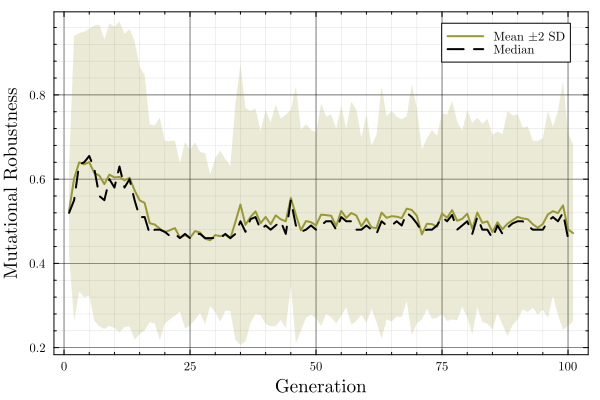 Mean ±2 SD
Median
0.8
0.6
0.4
0.2
Mutational Robustness
0 25 50 75 100
Generation